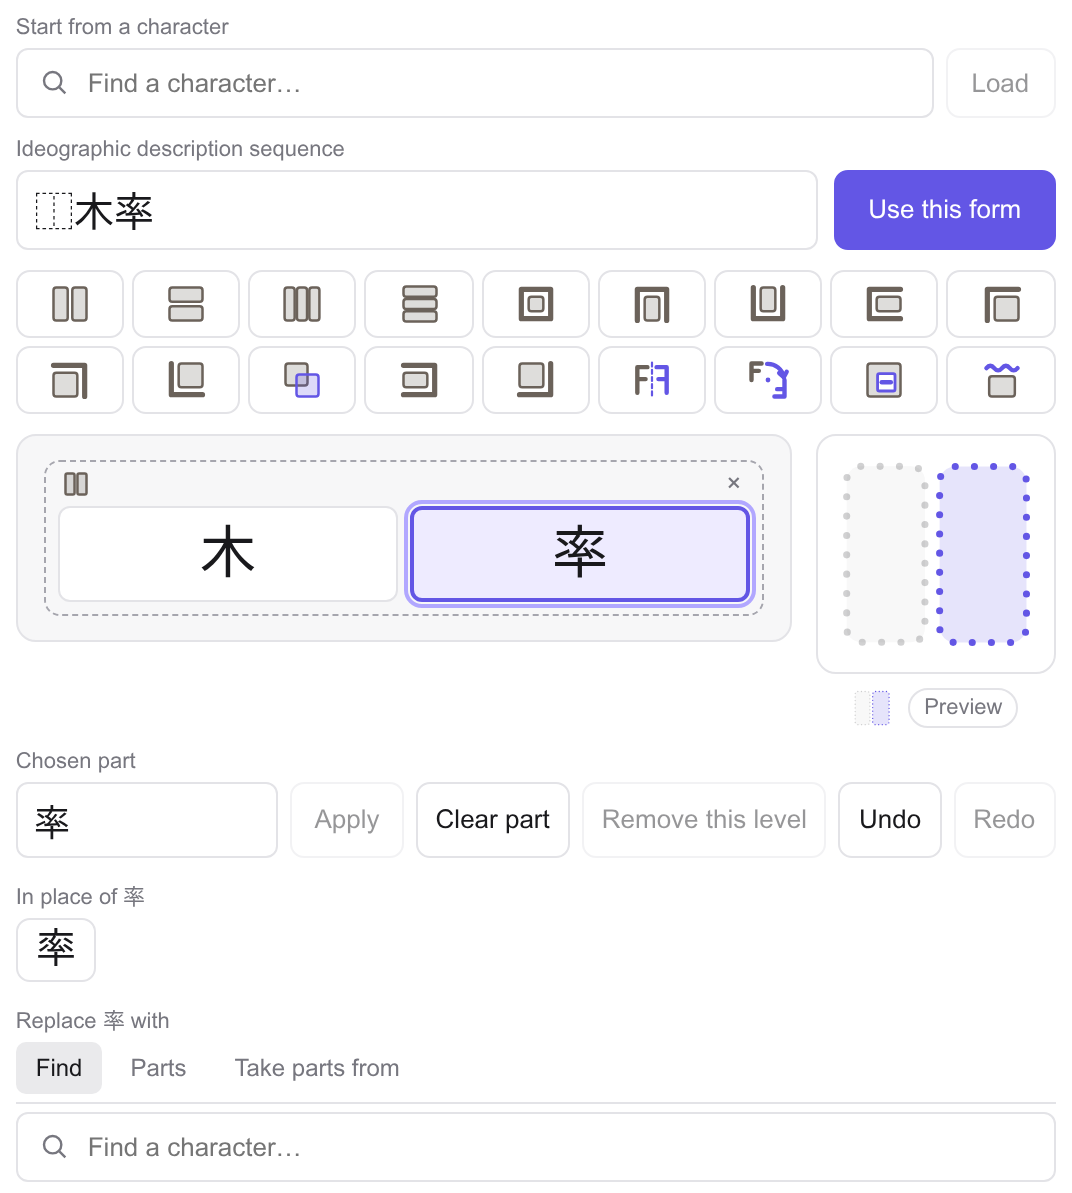 Start from a character
Find a character…
Load
Ideographic description sequence
⿰木率
Use this form
木
率
Preview
Chosen part
率
Apply
Clear part
Remove this level
Undo
Redo
In place of 率
率
Replace 率 with
Find
Parts
Take parts from
Find a character…